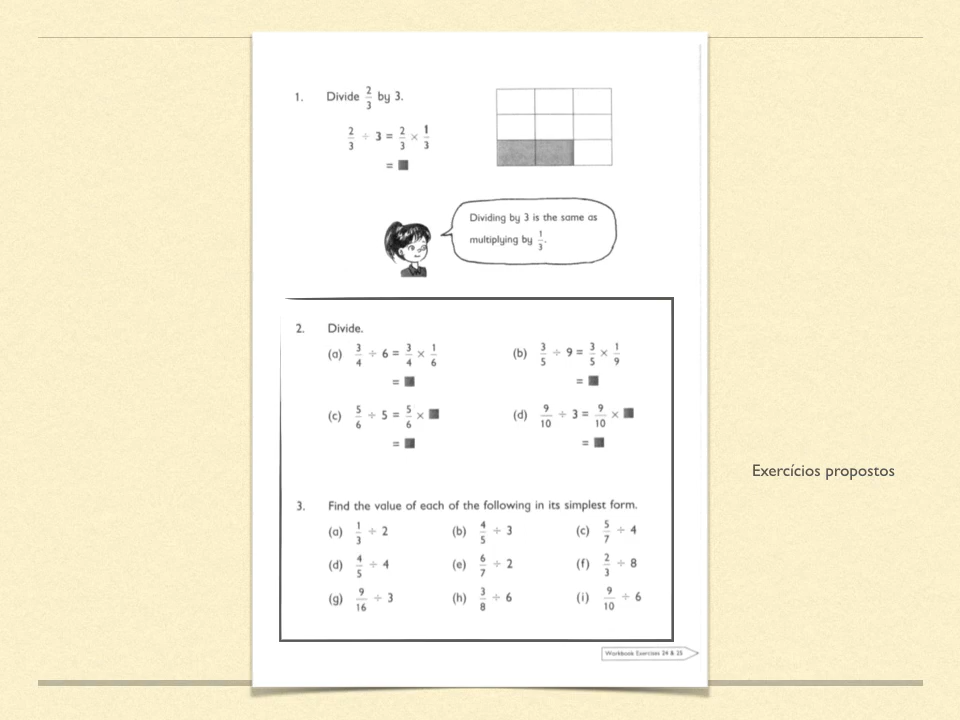 1. Divide 2/3 by 3.
2/3 ÷ 3 = 2/3 × 1/3
= ■
Dividing by 3 is the same as
multiplying by 1/3.
2. Divide.
(a) 3/4 ÷ 6 = 3/4 × 1/6 (b) 3/5 ÷ 9 = 3/5 × 1/9
= ■ = ■
(c) 5/6 ÷ 5 = 5/6 × ■ (d) 9/10 ÷ 3 = 9/10 × ■
= ■ = ■
Exercícios propostos
3. Find the value of each of the following in its simplest form.
(a) 1/3 ÷ 2 (b) 4/5 ÷ 3 (c) 5/7 ÷ 4
(d) 4/5 ÷ 4 (e) 6/7 ÷ 2 (f) 2/3 ÷ 8
(g) 9/16 ÷ 3 (h) 3/8 ÷ 6 (i) 9/10 ÷ 6
Workbook Exercises 24 & 25